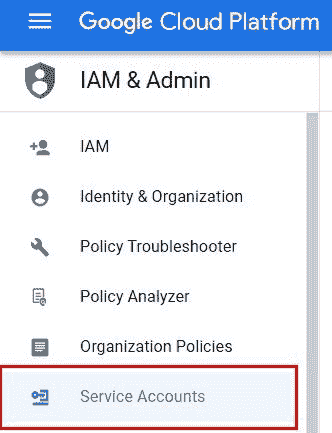 Google Cloud Platform
IAM & Admin
IAM
Identity & Organization
Policy Troubleshooter
Policy Analyzer
Organization Policies
Service Accounts